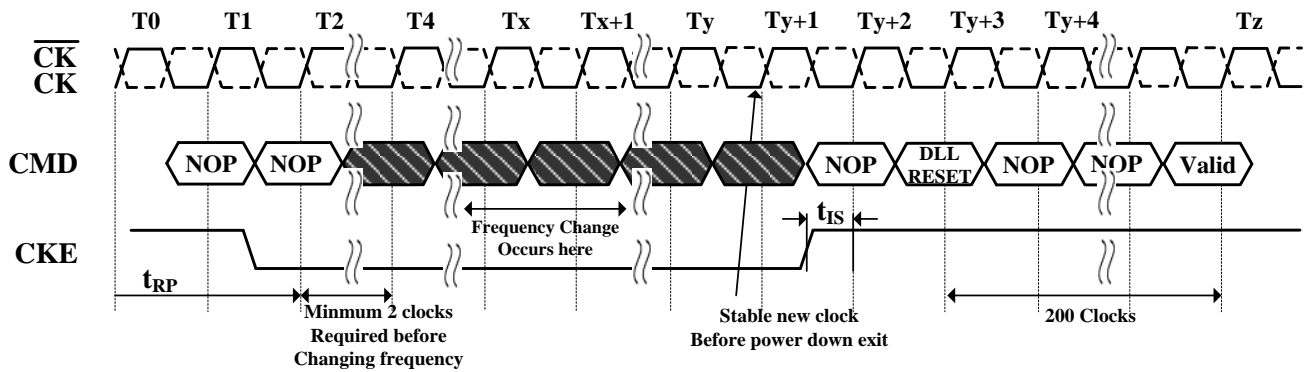 T0 T1 T2 T4 Tx Tx+1 Ty Ty+1 Ty+2 Ty+3 Ty+4 Tz
CK
CK
CMD NOP NOP NOP DLL RESET NOP NOP Valid
Frequency Change
Occurs here
tIS
CKE
tRP
Minmum 2 clocks
Required before
Changing frequency
Stable new clock
Before power down exit
200 Clocks